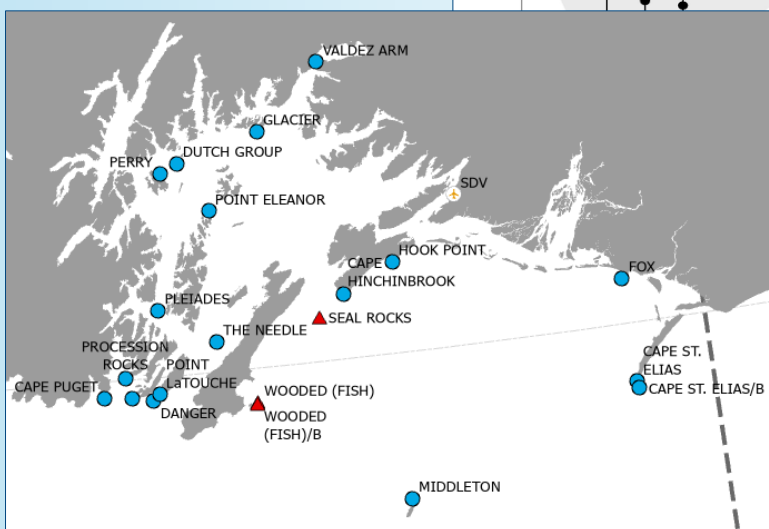 VALDEZ ARM
GLACIER
DUTCH GROUP
PERRY
SDV
POINT ELEANOR
HOOK POINT
CAPE
HINCHINBROOK
FOX
PLEIADES
SEAL ROCKS
THE NEEDLE
PROCESSION
ROCKS
POINT
LaTOUCHE
CAPE ST.
ELIAS
CAPE PUGET
WOODED (FISH)
CAPE ST. ELIAS/B
DANGER
WOODED
(FISH)/B
MIDDLETON